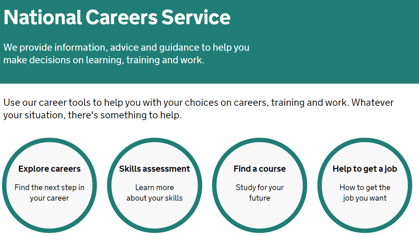 National Careers Service
We provide information, advice and guidance to help you
make decisions on learning, training and work.
Use our career tools to help you with your choices on careers, training and work. Whatever
your situation, there's something to help.
Explore careers
Find the next step in
your career
Skills assessment
Learn more
about your skills
Find a course
Study for your
future
Help to get a job
How to get the
job you want